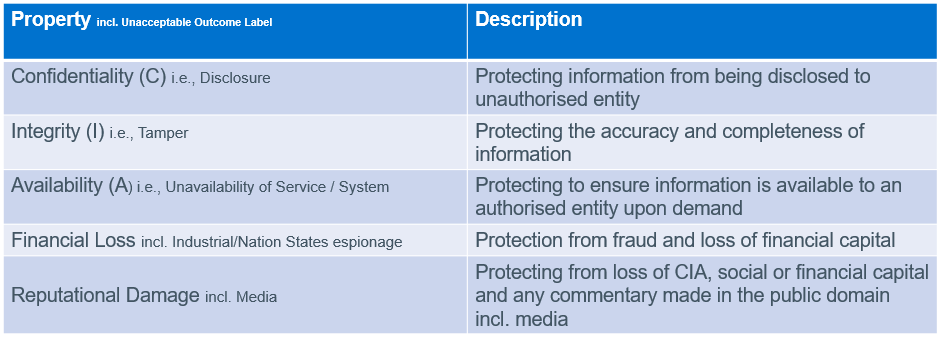 Property incl. Unacceptable Outcome Label
Description
Confidentiality (C) i.e., Disclosure
Protecting information from being disclosed to
unauthorised entity
Integrity (I) i.e., Tamper
Protecting the accuracy and completeness of
information
Availability (A) i.e., Unavailability of Service / System
Protecting to ensure information is available to an
authorised entity upon demand
Financial Loss incl. Industrial/Nation States espionage
Protection from fraud and loss of financial capital
Reputational Damage incl. Media
Protecting from loss of CIA, social or financial capital
and any commentary made in the public domain
incl. media